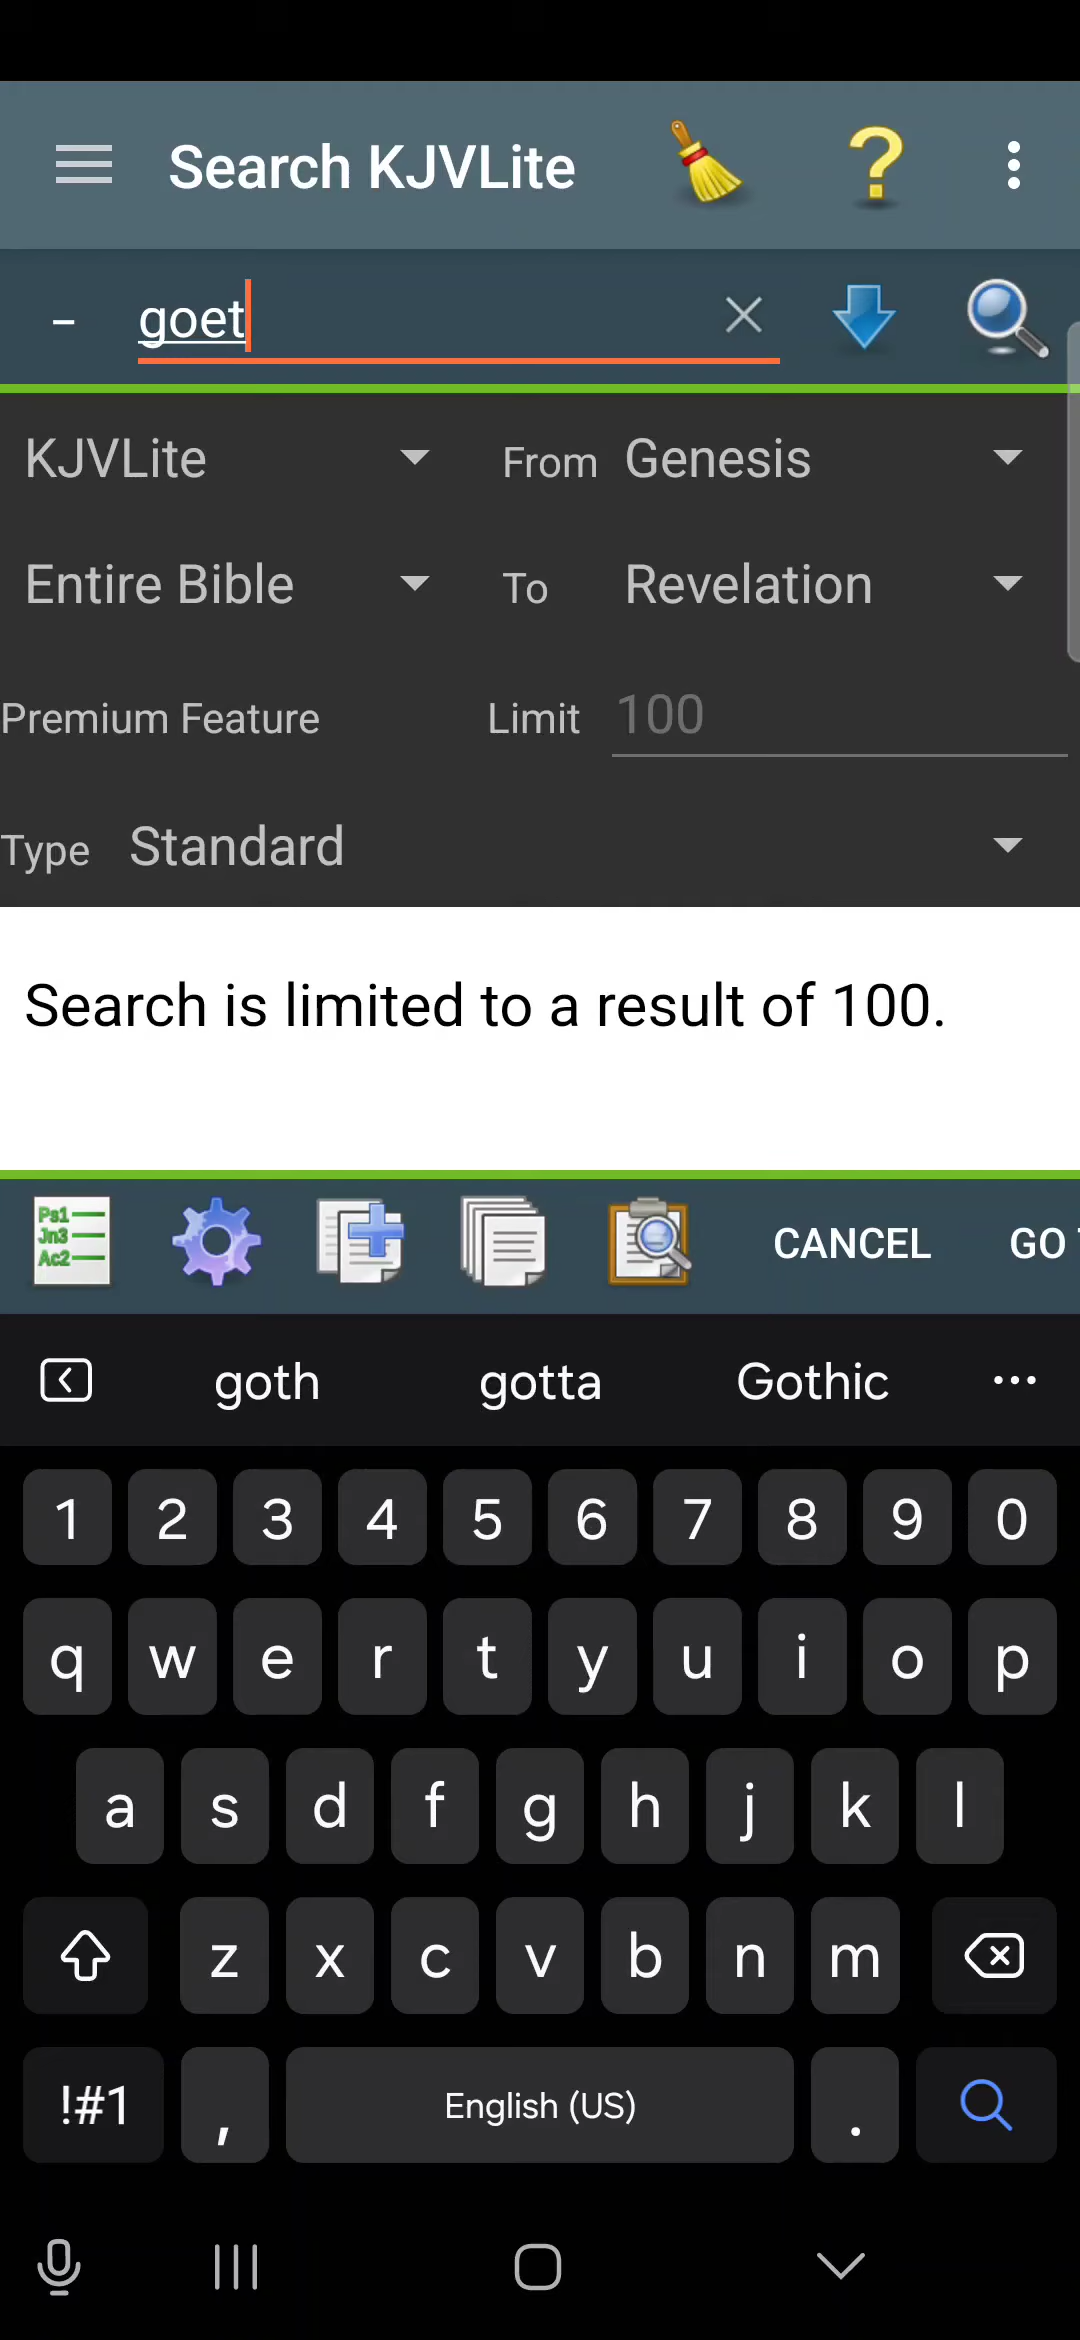 Search KJVLite
– goet
KJVLite From Genesis
Entire Bible To Revelation
Premium Feature Limit 100
Type Standard
Search is limited to a result of 100.
Ps1
Jn3
Ac2
CANCEL GO
goth gotta Gothic ...
1 2 3 4 5 6 7 8 9 0
q w e r t y u i o p
a s d f g h j k l
z x c v b n m
!#1 , English (US) .